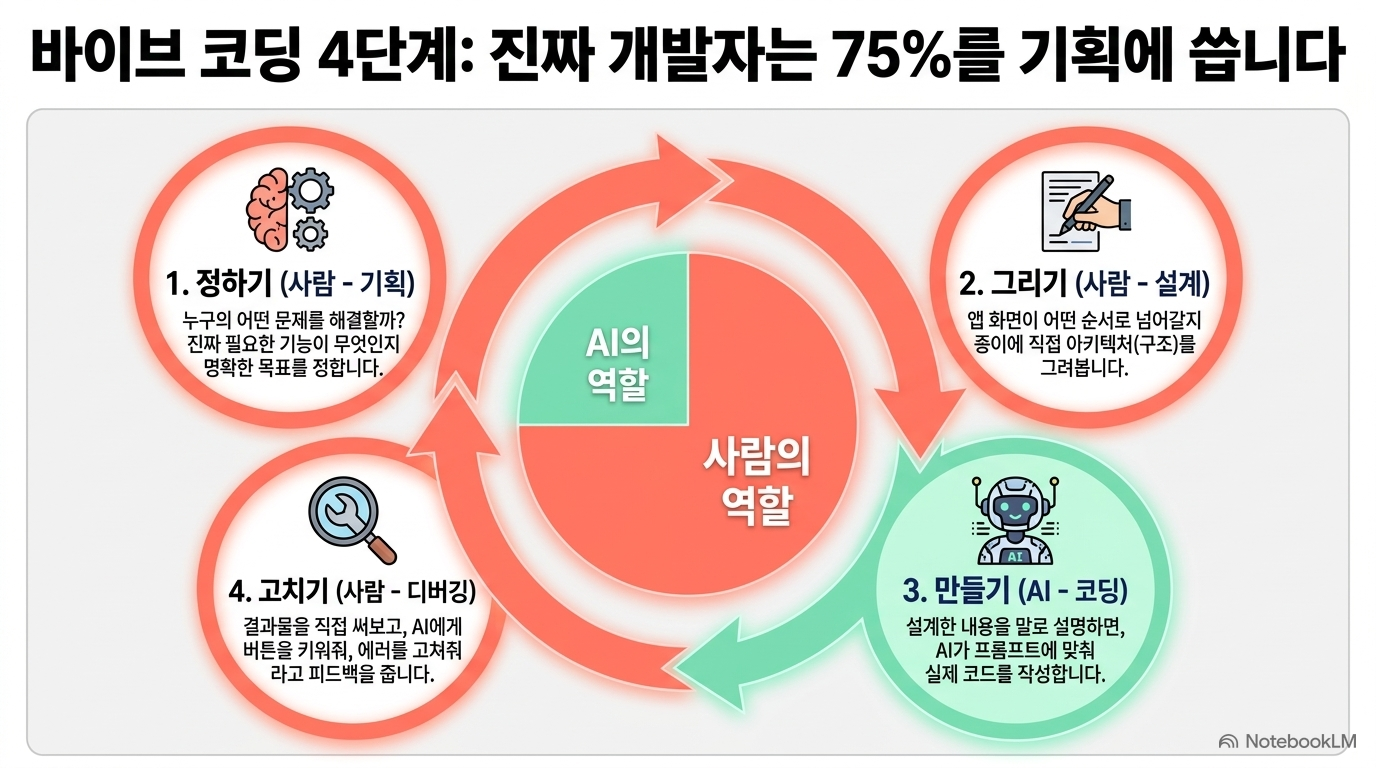 바이브 코딩 4단계: 진짜 개발자는 75%를 기획에 씁니다
1. 정하기 (사람 - 기획)
누구의 어떤 문제를 해결할까?
진짜 필요한 기능이 무엇인지
명확한 목표를 정합니다.
2. 그리기 (사람 - 설계)
앱 화면이 어떤 순서로 넘어갈지
종이에 직접 아키텍처(구조)를
그려봅니다.
AI의
역할
사람의
역할
AI
3. 만들기 (AI - 코딩)
설계한 내용을 말로 설명하면,
AI가 프롬프트에 맞춰
실제 코드를 작성합니다.
4. 고치기 (사람 - 디버깅)
결과물을 직접 써보고, AI에게
버튼을 키워줘, 에러를 고쳐줘
라고 피드백을 줍니다.
NotebookLM